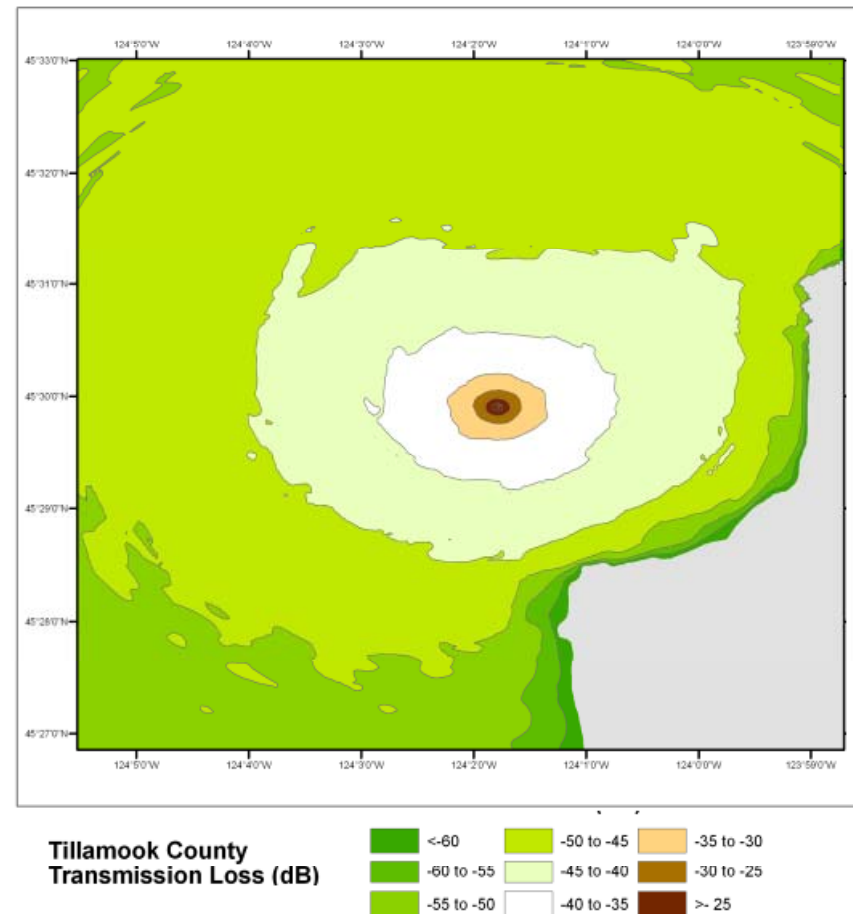 124°5'0"W 124°4'0"W 124°3'0"W 124°2'0"W 124°1'0"W 124°0'0"W 123°59'0"W
45°33'0"N
45°32'0"N
45°31'0"N
45°30'0"N
45°29'0"N
45°28'0"N
45°27'0"N
124°5'0"W 124°4'0"W 124°3'0"W 124°2'0"W 124°1'0"W 124°0'0"W 123°59'0"W
Tillamook County
Transmission Loss (dB)
<-60 -50 to -45 -35 to -30
-60 to -55 -45 to -40 -30 to -25
-55 to -50 -40 to -35 >- 25